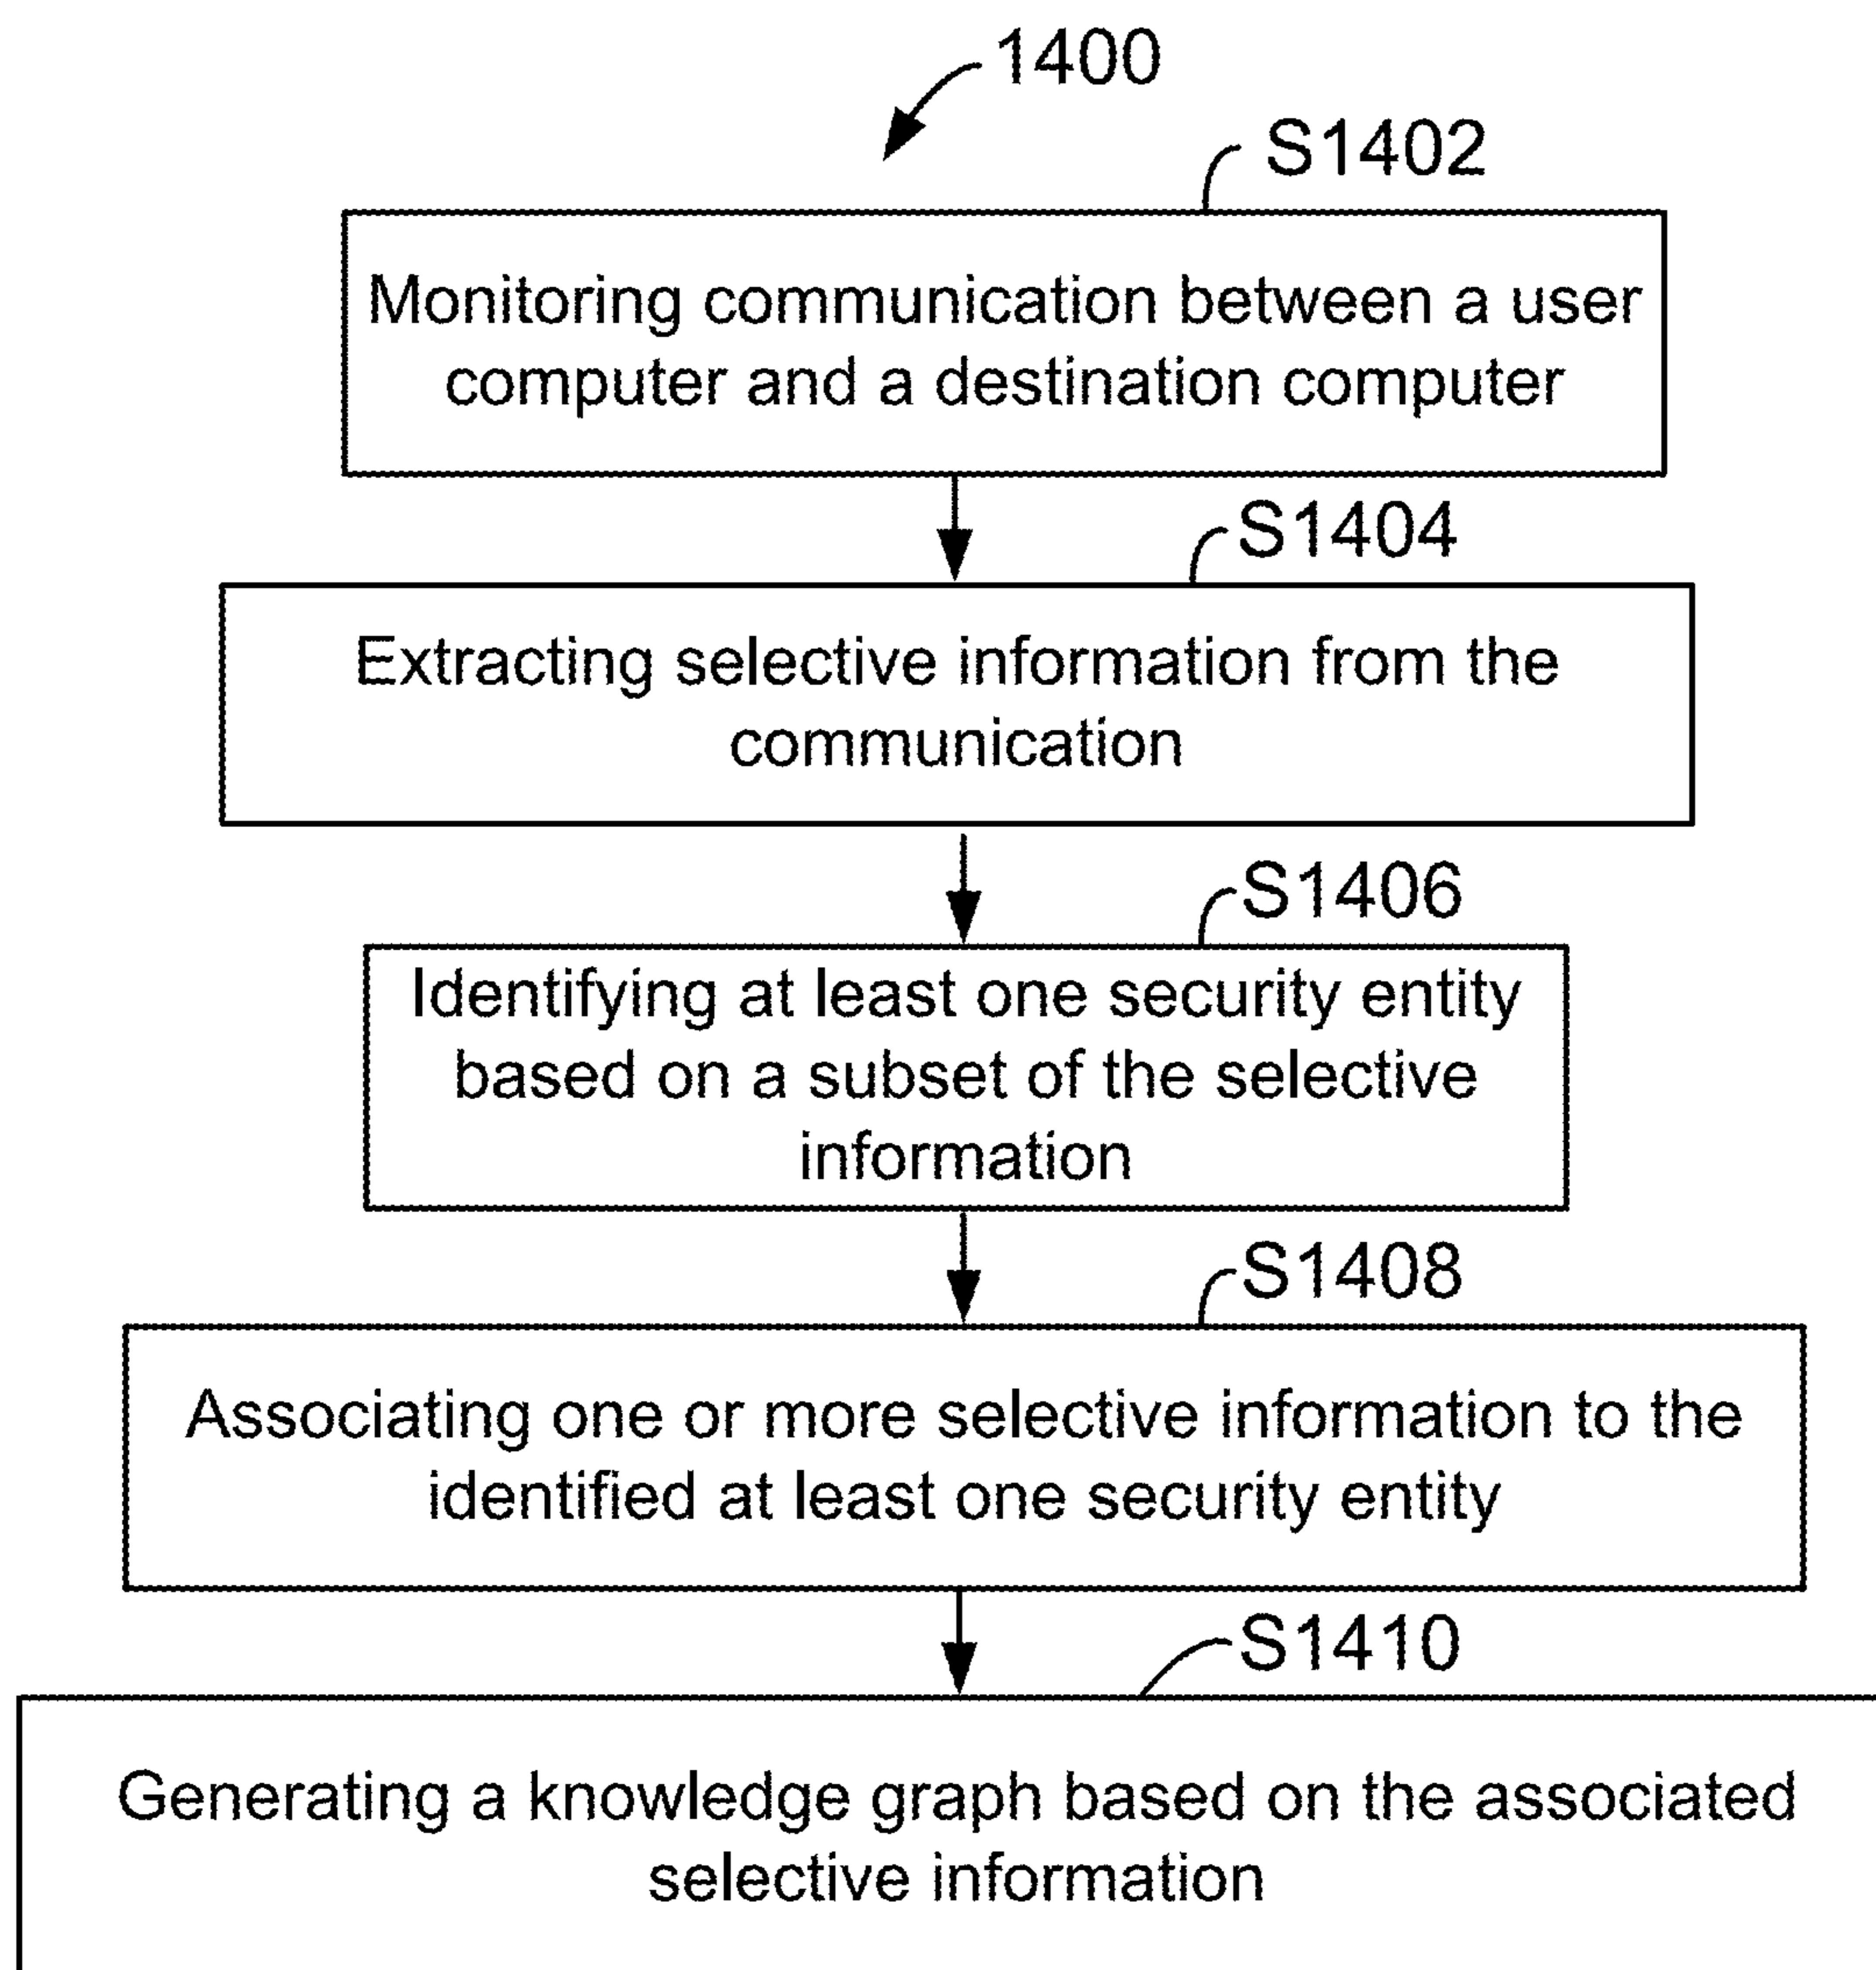 1400
S1402
Monitoring communication between a user
computer and a destination computer
S1404
Extracting selective information from the
communication
S1406
Identifying at least one security entity
based on a subset of the selective
information
S1408
Associating one or more selective information to the
identified at least one security entity
S1410
Generating a knowledge graph based on the associated
selective information